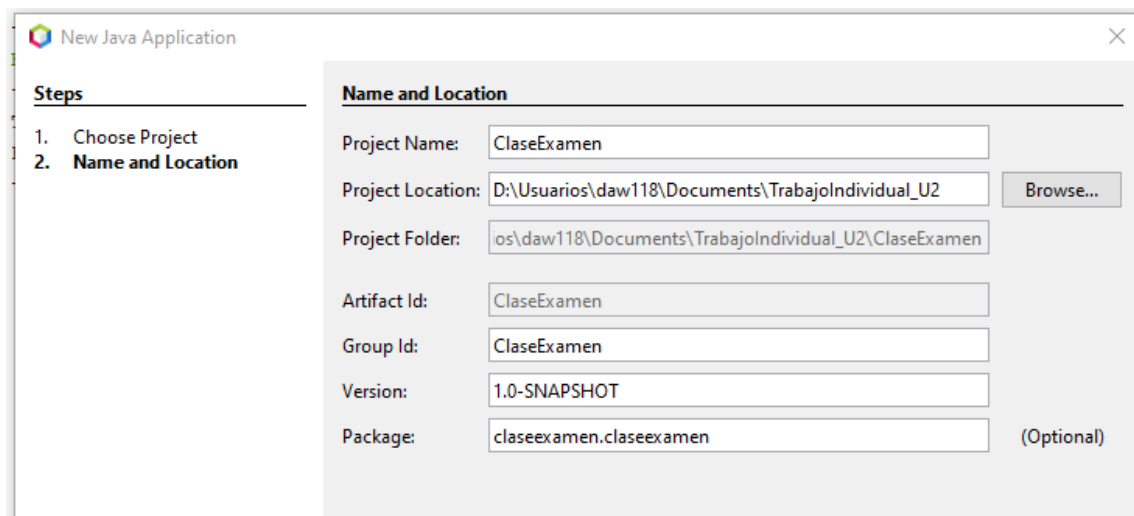 New Java Application
Steps
1. Choose Project
2. Name and Location
Name and Location
Project Name: ClaseExamen
Project Location: D:\Usuarios\daw118\Documents\TrabajoIndividual_U2 Browse...
Project Folder: ios\daw118\Documents\TrabajoIndividual_U2\ClaseExamen
Artifact Id: ClaseExamen
Group Id: ClaseExamen
Version: 1.0-SNAPSHOT
Package: claseexamen.claseexamen (Optional)